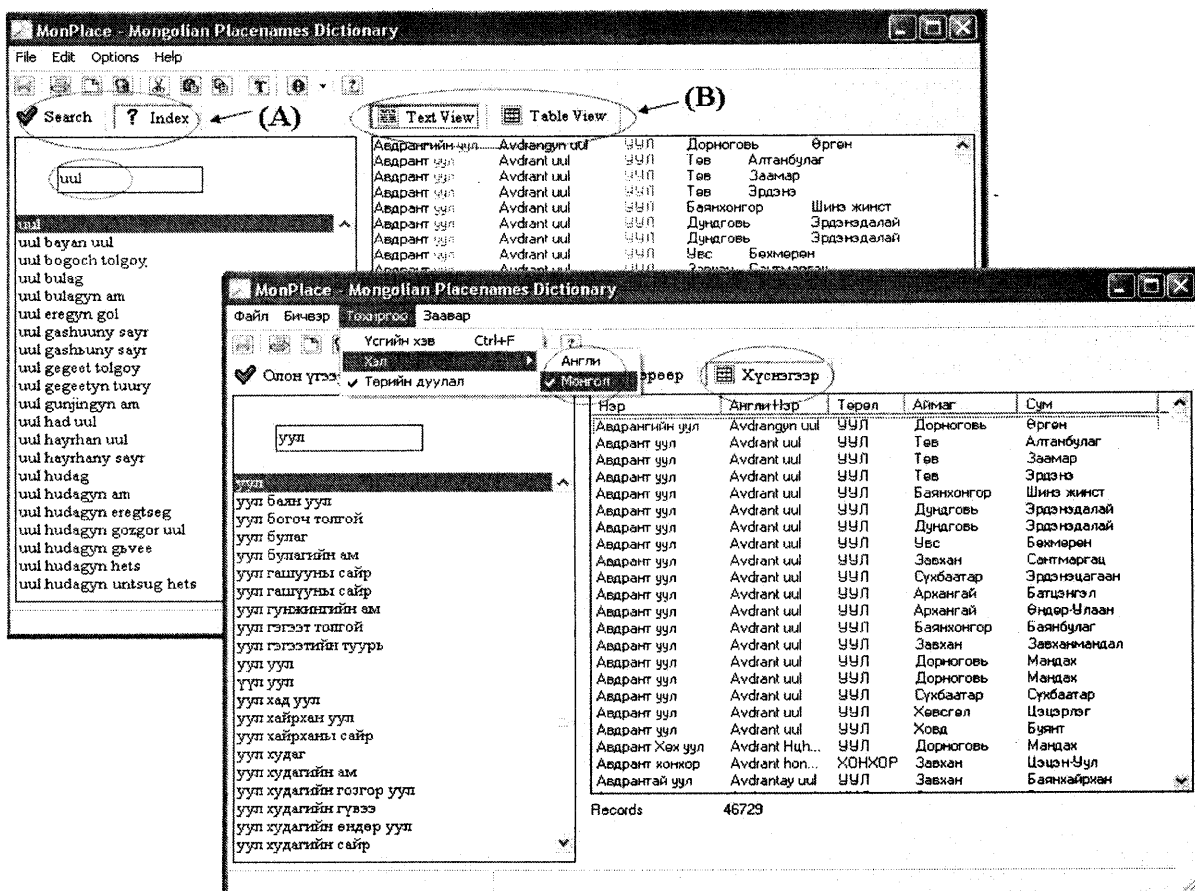 MonPlace - Mongolian Placenames Dictionary
File Edit Options Help
Search ? Index (A) Text View Table View (B)
uul
uul
uul bayan uul
uul bogoch tolgoy
uul bulag
uul bulagyn am
uul eregyn gol
uul gashuuny sayr
uul gashьuny sayr
uul gegeet tolgoy
uul gegeetyn tuury
uul gunjingyn am
uul had uul
uul hayrhan uul
uul hayrhany sayr
uul hudag
uul hudagyn am
uul hudagyn eregtseg
uul hudagyn gozgor uul
uul hudagyn gьvee
uul hudagyn hets
uul hudagyn untsug hets
Авдрангийн уул Avdrangyn uul УУЛ Дорноговь Өргөн
Авдрант уул Avdrant uul УУЛ Төв Алтанбулаг
Авдрант уул Avdrant uul УУЛ Төв Заамар
Авдрант уул Avdrant uul УУЛ Төв Эрдэнэ
Авдрант уул Avdrant uul УУЛ Баянхонгор Шинэ жинст
Авдрант уул Avdrant uul УУЛ Дундговь Эрдэнэдалай
Авдрант уул Avdrant uul УУЛ Дундговь Эрдэнэдалай
Авдрант уул Avdrant uul УУЛ Увс Бөхмөрөн
MonPlace - Mongolian Placenames Dictionary
Файл Бичвэр Тохиргоо Заавар
Үсгийн хэв Ctrl+F
Хэл
Төрийн дуулал
Англи
Монгол
Олон үгээ Хүснэгээр
уул
уул
уул баян уул
уул богоч толгой
уул булаг
уул булагийн ам
уул гашууны сайр
уул гашүуны сайр
уул гунжингийн ам
уул гэгээт толгой
уул гэгээтийн туурь
уул уул
үүл уул
уул хад уул
уул хайрхан уул
уул хайрханы сайр
уул худаг
уул худагийн ам
уул худагийн гозгор уул
уул худагийн гүвээ
уул худагийн өндөр уул
уул худагийн сайр
Нэр Англи Нэр Төрөл Аймаг Сум
Авдрангийн уул Avdrangyn uul УУЛ Дорноговь Өргөн
Авдрант уул Avdrant uul УУЛ Төв Алтанбулаг
Авдрант уул Avdrant uul УУЛ Төв Заамар
Авдрант уул Avdrant uul УУЛ Төв Эрдэнэ
Авдрант уул Avdrant uul УУЛ Баянхонгор Шинэ жинст
Авдрант уул Avdrant uul УУЛ Дундговь Эрдэнэдалай
Авдрант уул Avdrant uul УУЛ Дундговь Эрдэнэдалай
Авдрант уул Avdrant uul УУЛ Увс Бөхмөрөн
Авдрант уул Avdrant uul УУЛ Завхан Сантмаргац
Авдрант уул Avdrant uul УУЛ Сүхбаатар Эрдэнэцагаан
Авдрант уул Avdrant uul УУЛ Архангай Батцэнгэл
Авдрант уул Avdrant uul УУЛ Архангай Өндөр-Улаан
Авдрант уул Avdrant uul УУЛ Баянхонгор Баянбулаг
Авдрант уул Avdrant uul УУЛ Завхан Завханмандал
Авдрант уул Avdrant uul УУЛ Дорноговь Мандах
Авдрант уул Avdrant uul УУЛ Дорноговь Мандах
Авдрант уул Avdrant uul УУЛ Сүхбаатар Сүхбаатар
Авдрант уул Avdrant uul УУЛ Хөвсгөл Цэцэрлэг
Авдрант уул Avdrant uul УУЛ Ховд Буянт
Авдрант Хөх уул Avdrant Hцh... УУЛ Дорноговь Мандах
Авдрант хонхор Avdrant hon... ХОНХОР Завхан Цэцэн-Уул
Авдрантай уул Avdrantay uul УУЛ Завхан Баянхайрхан
Records 46729